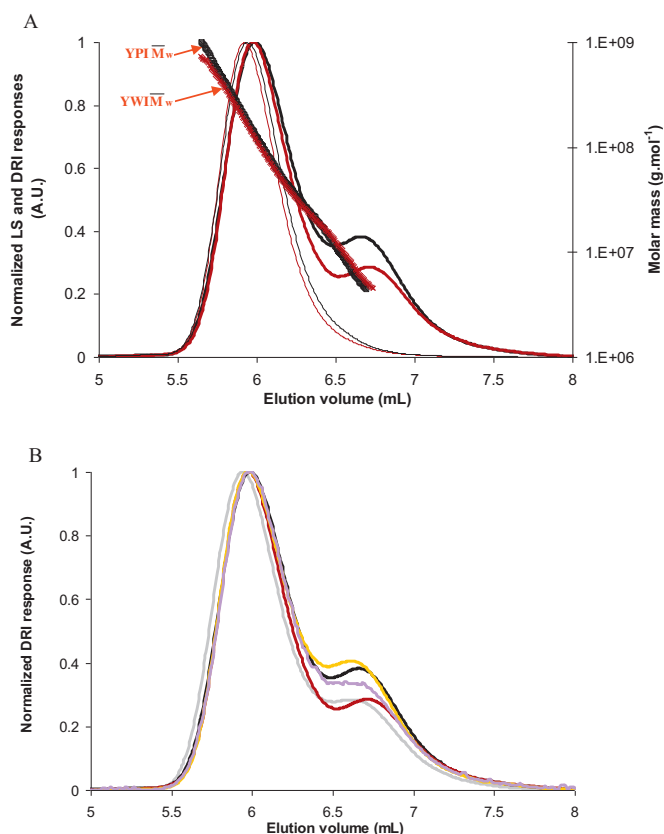 A
YPI M̅w
YWI M̅w
Normalized LS and DRI responses
(A.U.)
1
0.8
0.6
0.4
0.2
0
5
5.5
6
6.5
7
7.5
8
Elution volume (mL)
1.E+09
1.E+08
1.E+07
1.E+06
Molar mass (g.mol⁻¹)
B
Normalized DRI response (A.U.)
1
0.8
0.6
0.4
0.2
0
5
5.5
6
6.5
7
7.5
8
Elution volume (mL)